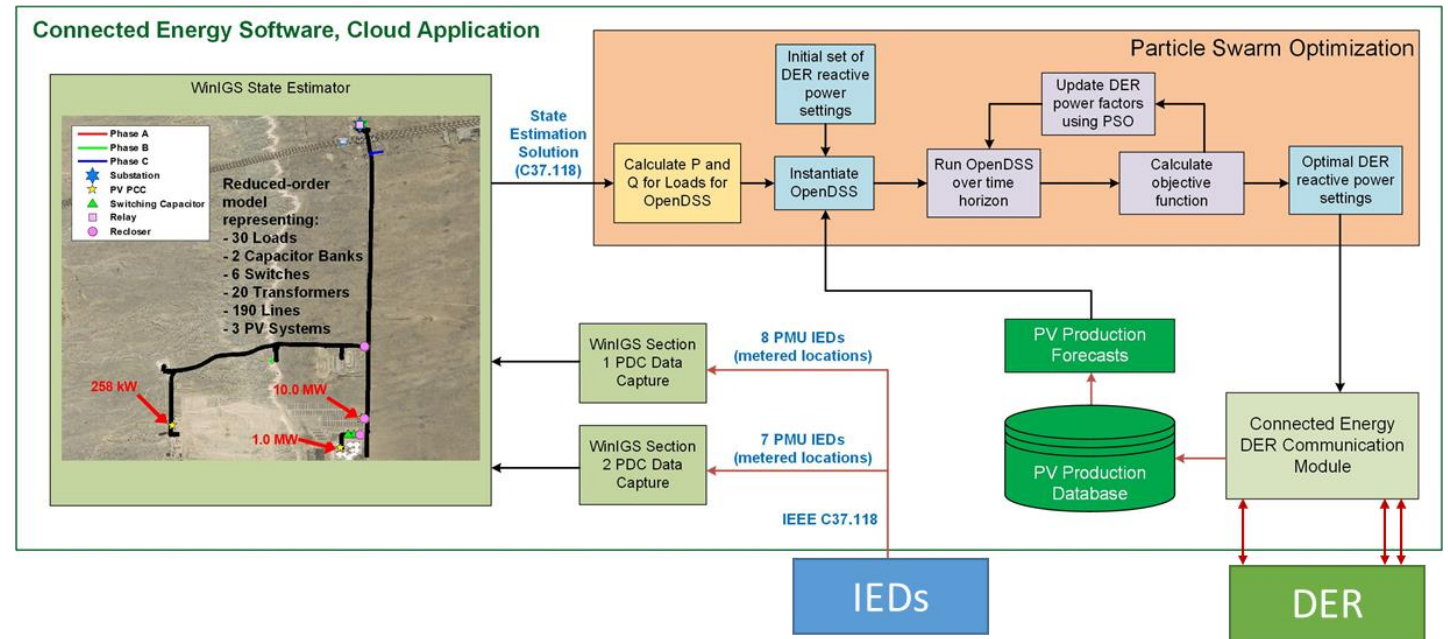 Connected Energy Software, Cloud Application
WinIGS State Estimator
Phase A
Phase B
Phase C
Substation
PV PCC
Switching Capacitor
Relay
Recloser
Reduced-order
model
representing:
- 30 Loads
- 2 Capacitor Banks
- 6 Switches
- 20 Transformers
- 190 Lines
- 3 PV Systems
258 kW
10.0 MW
1.0 MW
State
Estimation
Solution
(C37.118)
Particle Swarm Optimization
Initial set of
DER reactive
power
settings
Update DER
power factors
using PSO
Calculate P and
Q for Loads for
OpenDSS
Instantiate
OpenDSS
Run OpenDSS
over time
horizon
Calculate
objective
function
Optimal DER
reactive power
settings
WinIGS Section
1 PDC Data
Capture
8 PMU IEDs
(metered locations)
WinIGS Section
2 PDC Data
Capture
7 PMU IEDs
(metered locations)
IEEE C37.118
PV Production
Forecasts
PV Production
Database
Connected Energy
DER Communication
Module
IEDs
DER